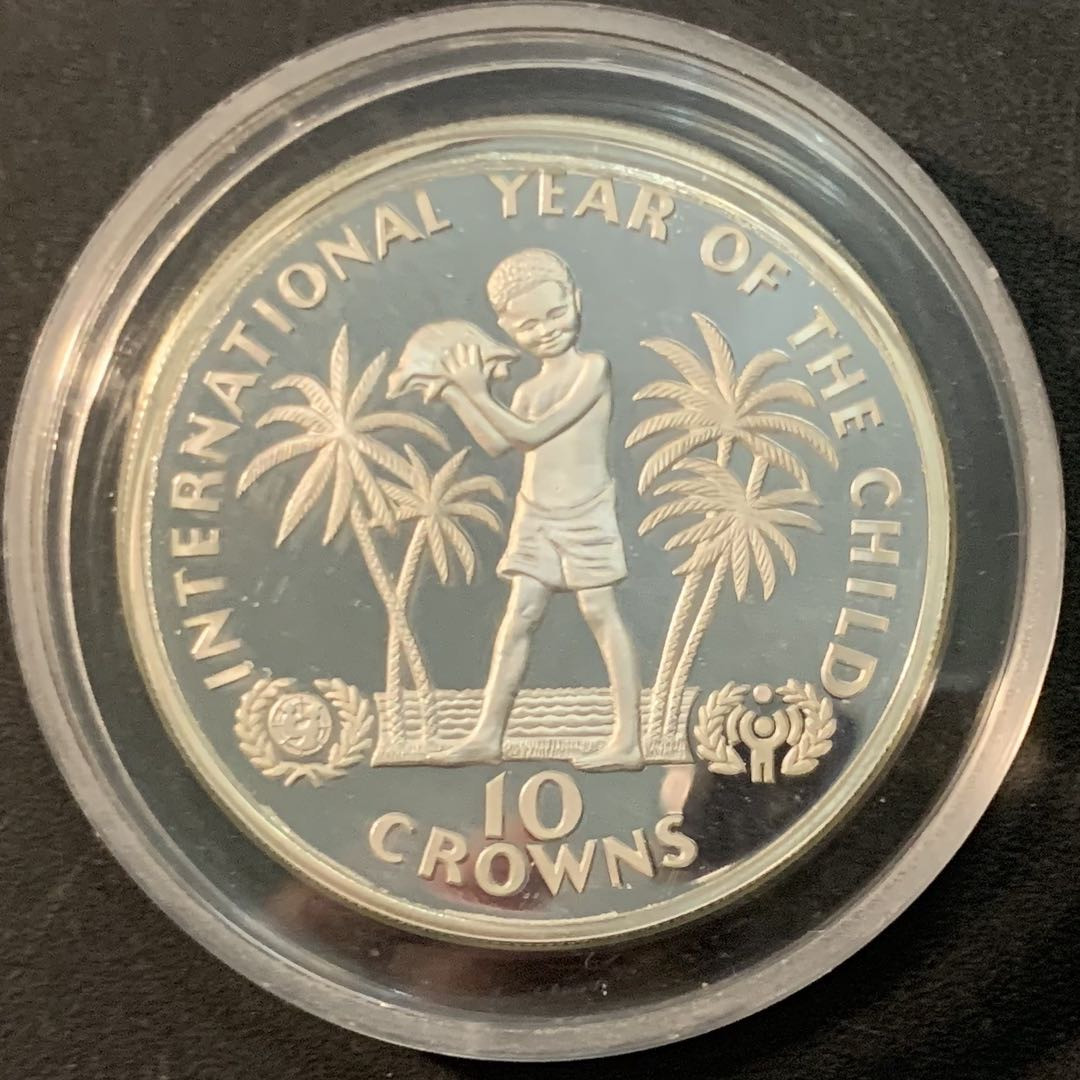 INTERNATIONAL YEAR OF THE CHILD
10
CROWNS